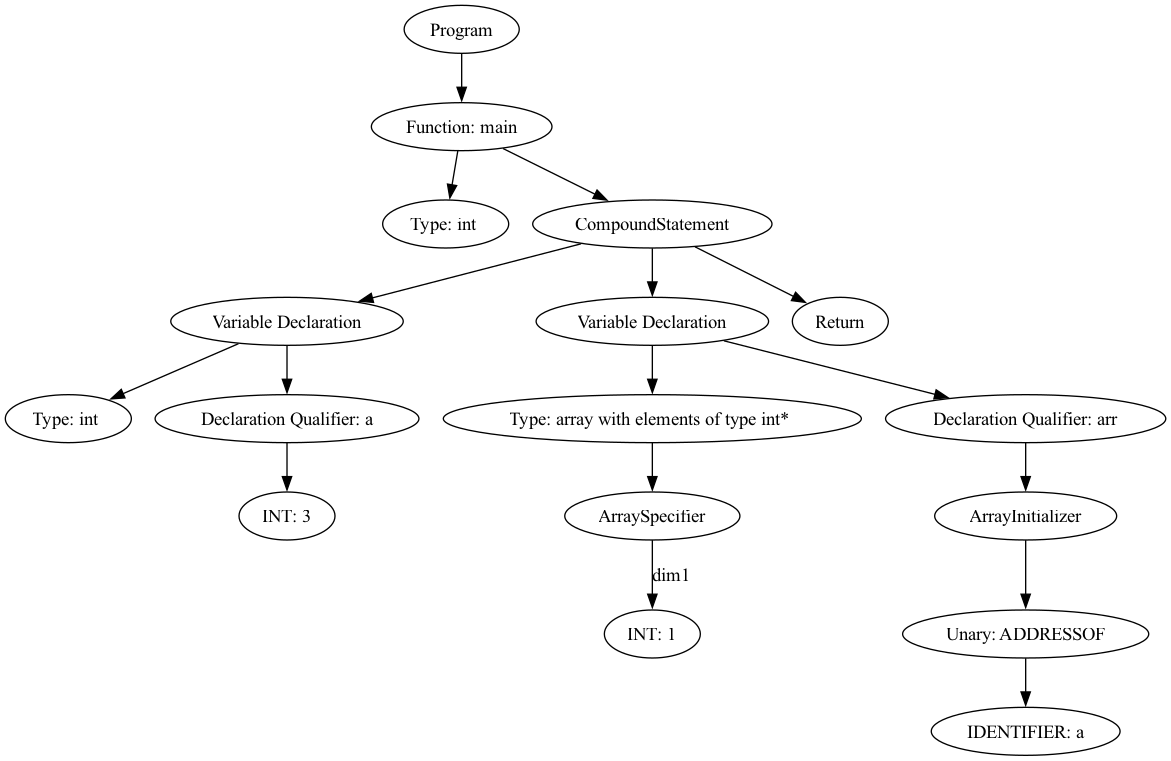 Program
Function: main
Type: int
CompoundStatement
Variable Declaration
Variable Declaration
Return
Type: int
Declaration Qualifier: a
Type: array with elements of type int*
Declaration Qualifier: arr
INT: 3
ArraySpecifier
ArrayInitializer
dim1
INT: 1
Unary: ADDRESSOF
IDENTIFIER: a